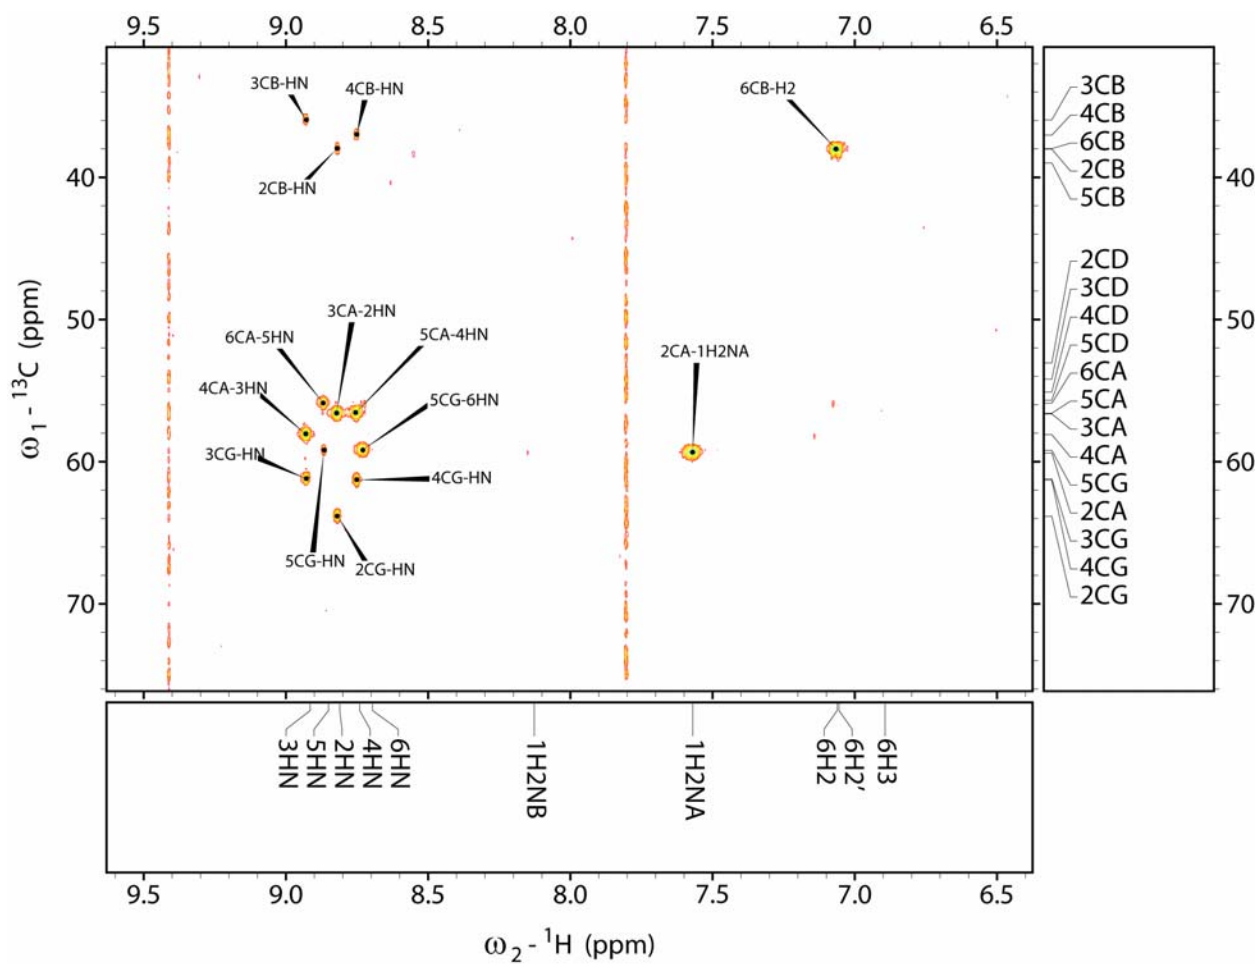 9.5 9.0 8.5 8.0 7.5 7.0 6.5
3CB-HN
4CB-HN
6CB-H2
2CB-HN
3CA-2HN
6CA-5HN
5CA-4HN
2CA-1H2NA
4CA-3HN
5CG-6HN
3CG-HN
4CG-HN
5CG-HN
2CG-HN
40
50
60
70
ω1 - 13C (ppm)
3CB
4CB
6CB
2CB
5CB
2CD
3CD
4CD
5CD
6CA
5CA
3CA
4CA
5CG
2CA
3CG
4CG
2CG
40
50
60
70
3HN
5HN
2HN
4HN
6HN
1H2NB
1H2NA
6H2
6H2'
6H3
9.5 9.0 8.5 8.0 7.5 7.0 6.5
ω2 - 1H (ppm)